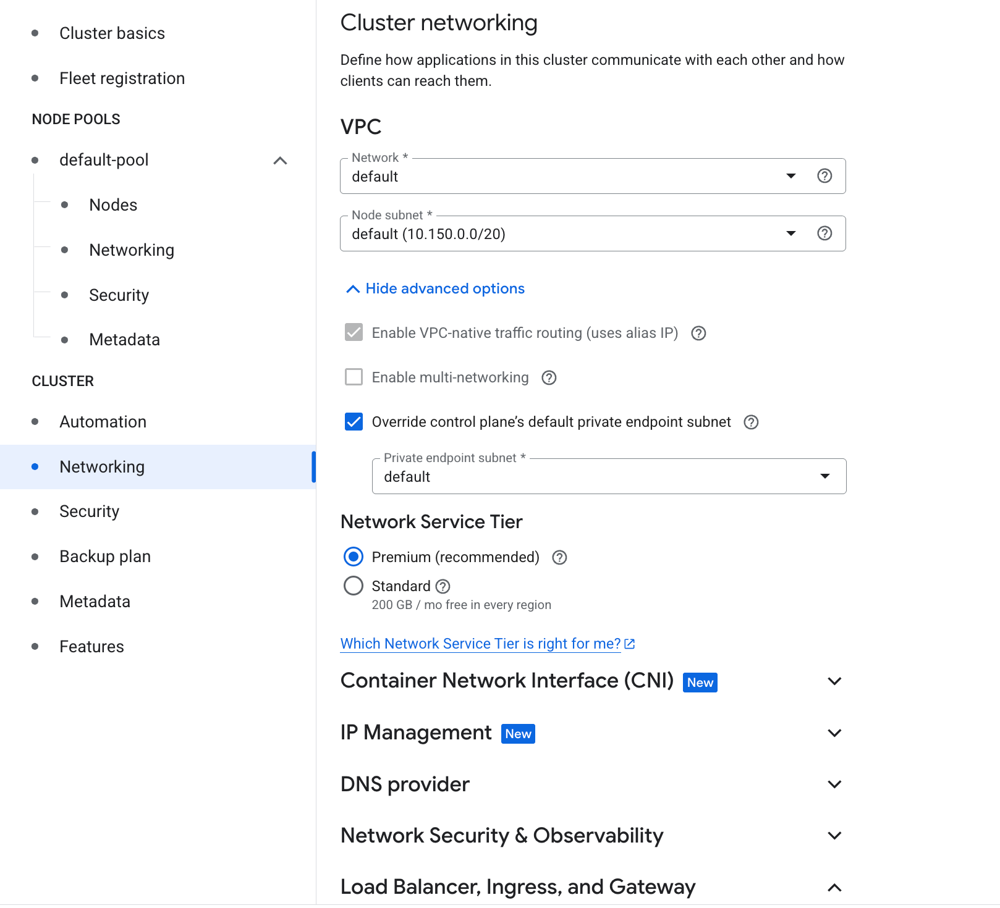 Cluster basics
Fleet registration
NODE POOLS
default-pool
Nodes
Networking
Security
Metadata
CLUSTER
Automation
Networking
Security
Backup plan
Metadata
Features
Cluster networking
Define how applications in this cluster communicate with each other and how
clients can reach them.
VPC
Network *
default
Node subnet *
default (10.150.0.0/20)
Hide advanced options
Enable VPC-native traffic routing (uses alias IP)
Enable multi-networking
Override control plane’s default private endpoint subnet
Private endpoint subnet *
default
Network Service Tier
Premium (recommended)
Standard
200 GB / mo free in every region
Which Network Service Tier is right for me?
Container Network Interface (CNI) New
IP Management New
DNS provider
Network Security & Observability
Load Balancer, Ingress, and Gateway